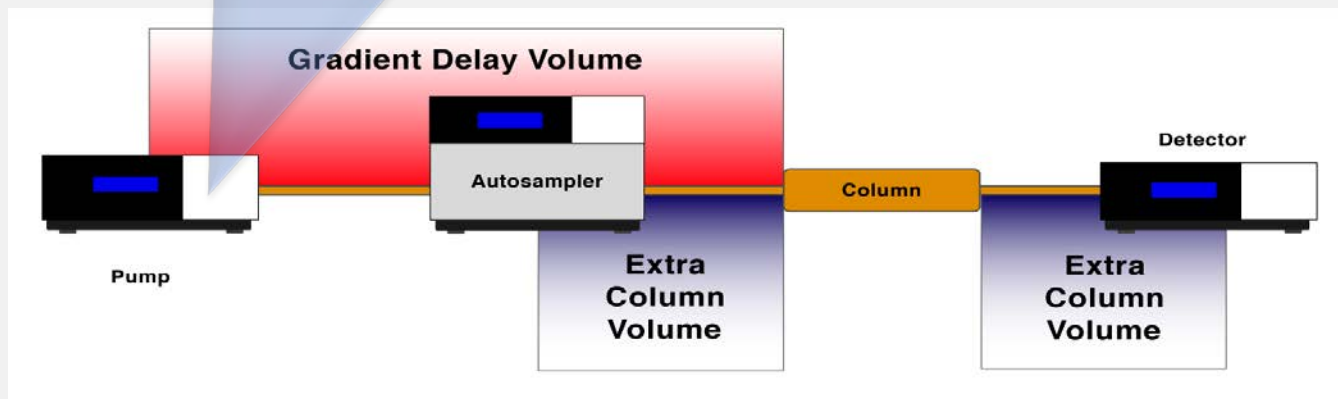 Gradient Delay Volume
Detector
Autosampler
Column
Pump
Extra
Column
Volume
Extra
Column
Volume